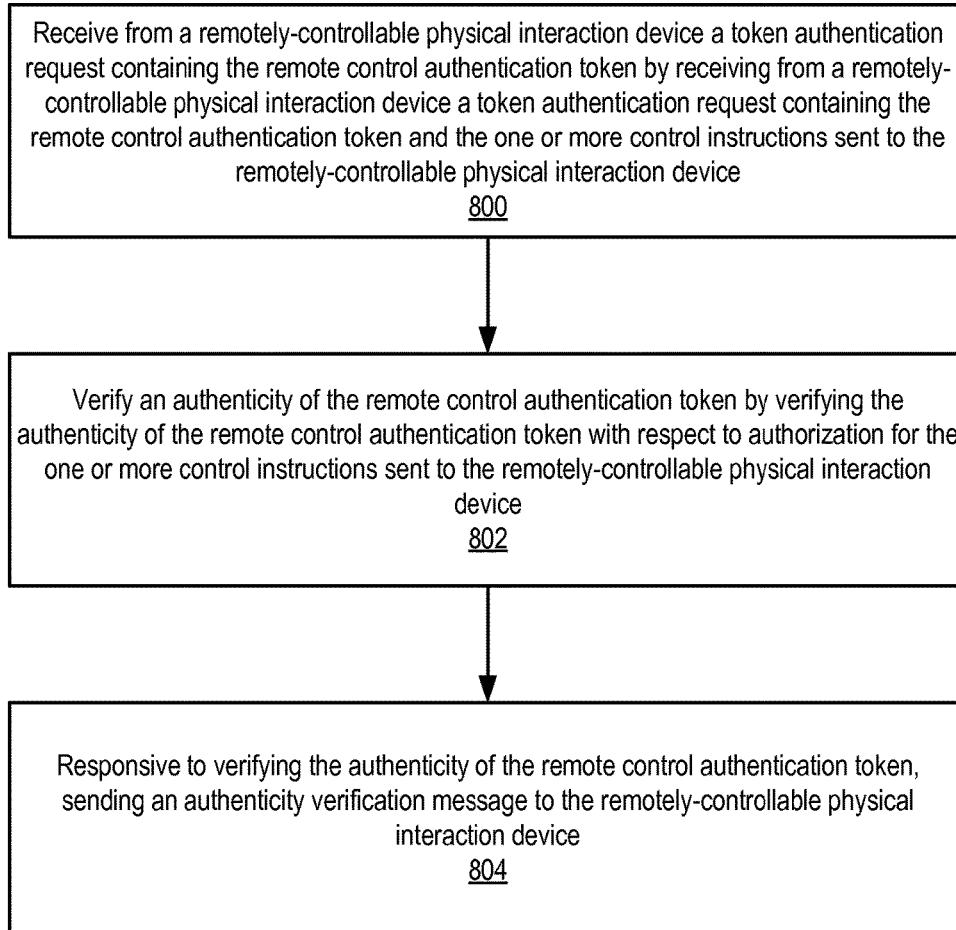 Receive from a remotely-controllable physical interaction device a token authentication
request containing the remote control authentication token by receiving from a remotely-
controllable physical interaction device a token authentication request containing the
remote control authentication token and the one or more control instructions sent to the
remotely-controllable physical interaction device
800
Verify an authenticity of the remote control authentication token by verifying the
authenticity of the remote control authentication token with respect to authorization for the
one or more control instructions sent to the remotely-controllable physical interaction
device
802
Responsive to verifying the authenticity of the remote control authentication token,
sending an authenticity verification message to the remotely-controllable physical
interaction device
804